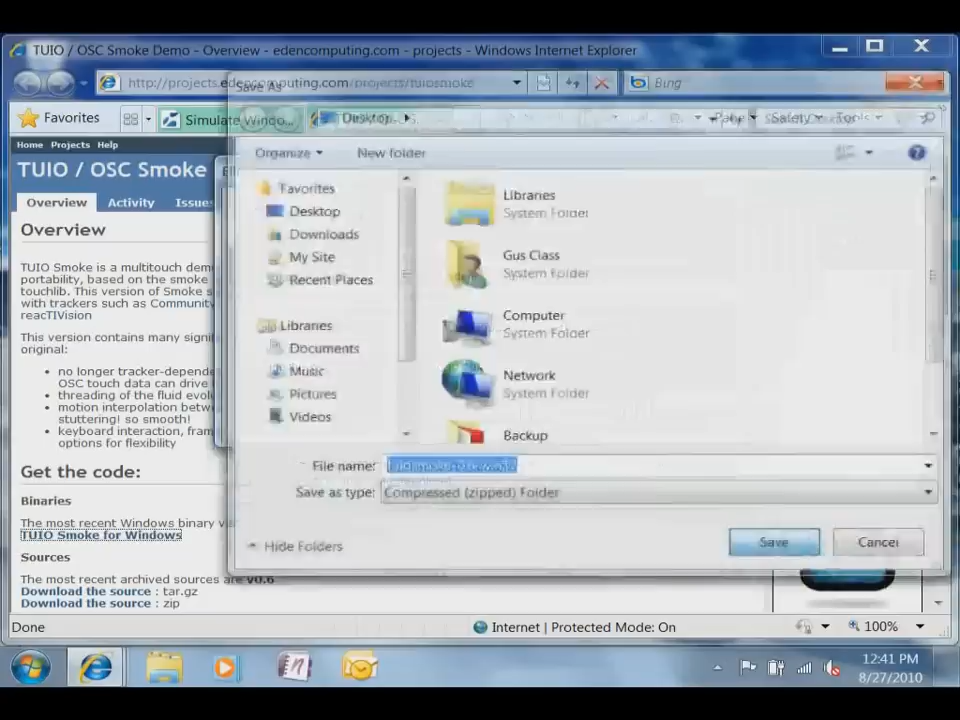 TUIO / OSC Smoke Demo - Overview - edencomputing.com - projects - Windows Internet Explorer
http://projects.edencomputing.com/projects/tuiosmoke
Bing
Save As
Favorites
Simulate Windo...
Desktop
Page
Safety
Tools
Home Projects Help
TUIO / OSC Smoke
Organize
New folder
Overview
Activity
Issues
Overview
TUIO Smoke is a multitouch dem
portability, based on the smoke
touchlib. This version of Smoke s
with trackers such as Community
reacTIVision
This version contains many signi
original:
no longer tracker-depende
OSC touch data can drive
threading of the fluid evolu
motion interpolation betw
stuttering! so smooth!
keyboard interaction, fram
options for flexibility
Get the code:
Binaries
The most recent Windows binary v
TUIO Smoke for Windows
Sources
The most recent archived sources are v0.6
Download the source : tar.gz
Download the source : zip
Favorites
Desktop
Downloads
My Site
Recent Places
Libraries
Documents
Music
Pictures
Videos
Libraries
System Folder
Gus Class
System Folder
Computer
System Folder
Network
System Folder
Backup
File name:
Save as type:
Compressed (zipped) Folder
Hide Folders
Save
Cancel
Done
Internet | Protected Mode: On
100%
12:41 PM
8/27/2010